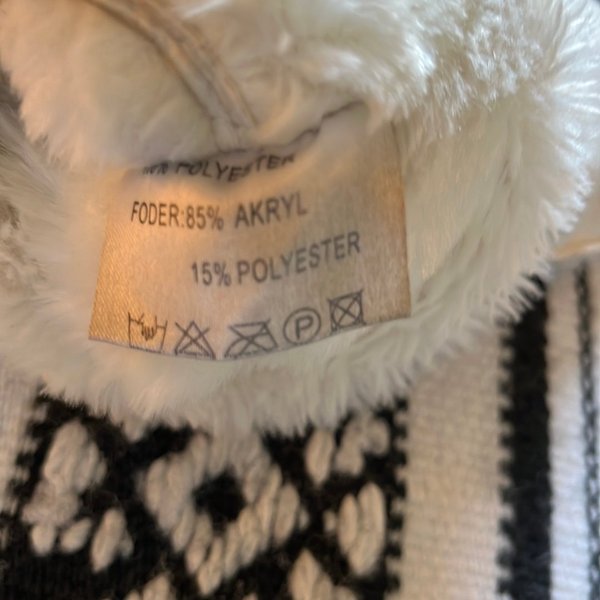 POLYESTER
FODER:85% AKRYL
15% POLYESTER
P